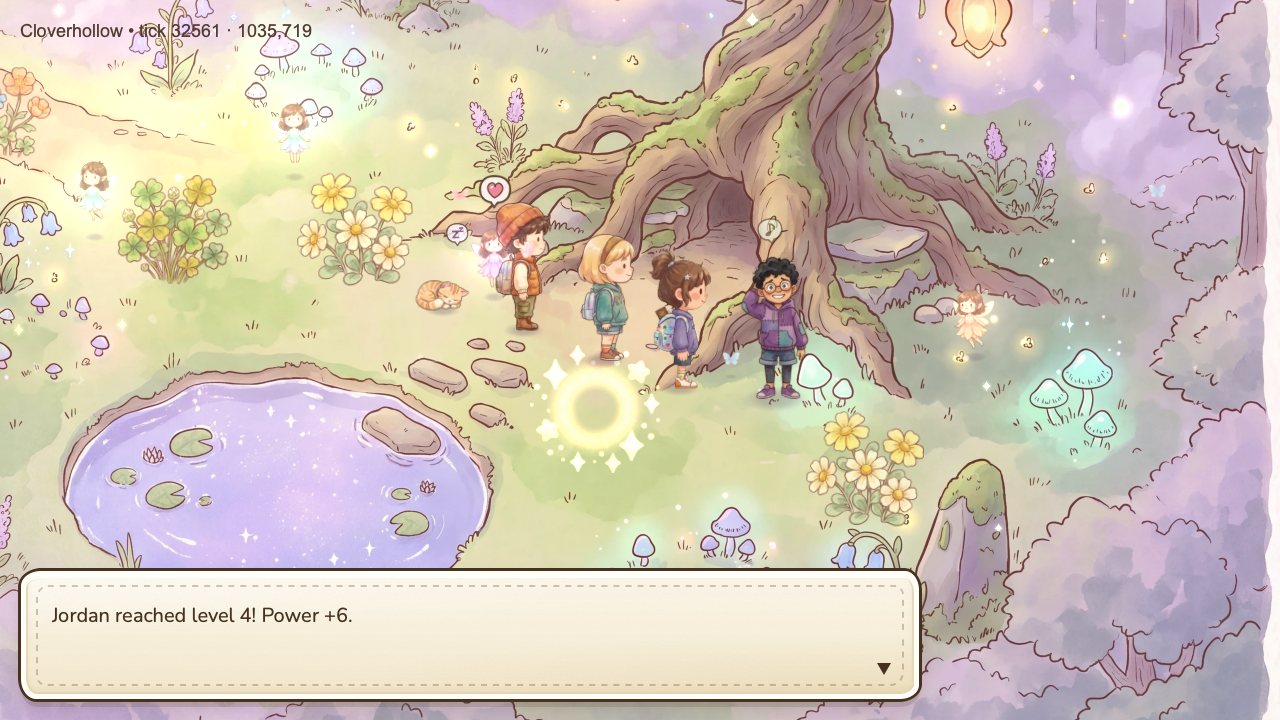 Cloverhollow • tick 32561 · 1035,719
Jordan reached level 4! Power +6.